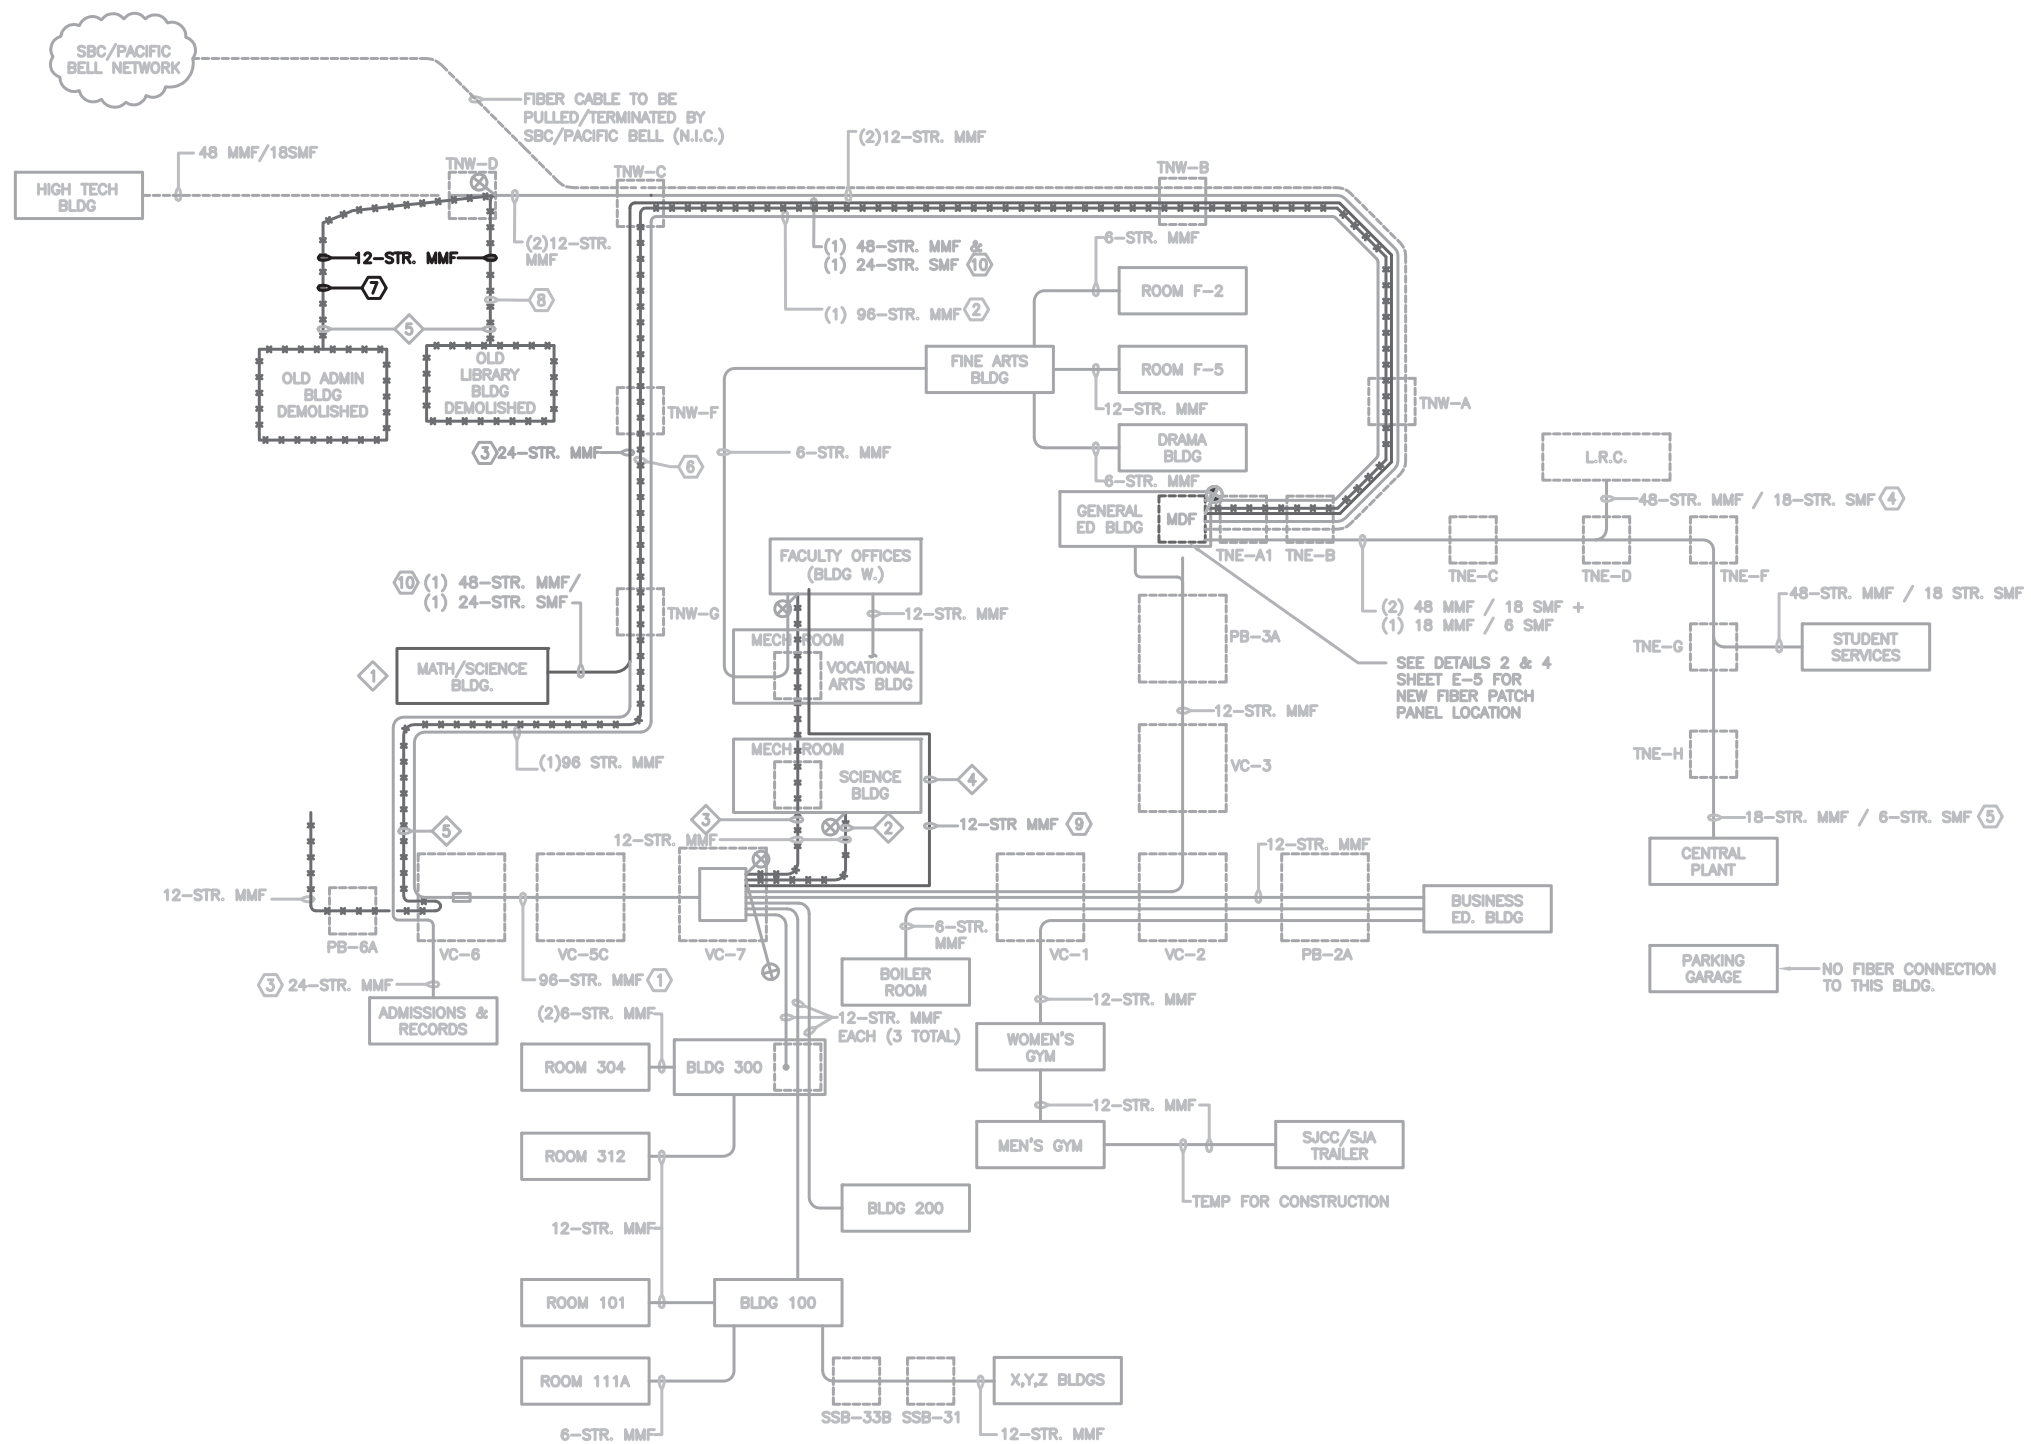 SBC/PACIFIC
BELL NETWORK
FIBER CABLE TO BE
PULLED/TERMINATED BY
SBC/PACIFIC BELL (N.I.C.)
(2)12-STR. MMF
48 MMF/18SMF
TNW-D
TNW-C
TNW-B
HIGH TECH
BLDG
(2)12-STR.
MMF
12-STR. MMF
7
8
5
(1) 48-STR. MMF &
(1) 24-STR. SMF 10
(1) 96-STR. MMF 2
6-STR. MMF
ROOM F-2
OLD ADMIN
BLDG
DEMOLISHED
OLD
LIBRARY
BLDG
DEMOLISHED
FINE ARTS
BLDG
ROOM F-5
12-STR. MMF
TNW-F
TNW-A
3 24-STR. MMF
6
6-STR. MMF
DRAMA
BLDG
6-STR. MMF
L.R.C.
48-STR. MMF / 18-STR. SMF 4
GENERAL
ED BLDG
MDF
TNE-A1
TNE-B
TNE-C
TNE-D
TNE-F
FACULTY OFFICES
(BLDG W.)
10 (1) 48-STR. MMF/
(1) 24-STR. SMF
TNW-G
12-STR. MMF
MECH ROOM
VOCATIONAL
ARTS BLDG
PB-3A
(2) 48 MMF / 18 SMF +
(1) 18 MMF / 6 SMF
48-STR. MMF / 18 STR. SMF
TNE-G
STUDENT
SERVICES
SEE DETAILS 2 & 4
SHEET E-5 FOR
NEW FIBER PATCH
PANEL LOCATION
1
MATH/SCIENCE
BLDG.
12-STR. MMF
(1)96 STR. MMF
MECH ROOM
SCIENCE
BLDG
4
VC-3
TNE-H
5
3
2
12-STR. MMF
12-STR MMF 9
18-STR. MMF / 6-STR. SMF 5
12-STR. MMF
CENTRAL
PLANT
12-STR. MMF
PB-6A
VC-6
VC-5C
VC-7
6-STR.
MMF
VC-1
VC-2
PB-2A
BUSINESS
ED. BLDG
3 24-STR. MMF
96-STR. MMF 1
BOILER
ROOM
PARKING
GARAGE
NO FIBER CONNECTION
TO THIS BLDG.
12-STR. MMF
ADMISSIONS &
RECORDS
(2)6-STR. MMF
12-STR. MMF
EACH (3 TOTAL)
WOMEN'S
GYM
ROOM 304
BLDG 300
12-STR. MMF
ROOM 312
MEN'S GYM
SJCC/SJA
TRAILER
BLDG 200
TEMP FOR CONSTRUCTION
12-STR. MMF
ROOM 101
BLDG 100
ROOM 111A
X,Y,Z BLDGS
SSB-33B
SSB-31
6-STR. MMF
12-STR. MMF